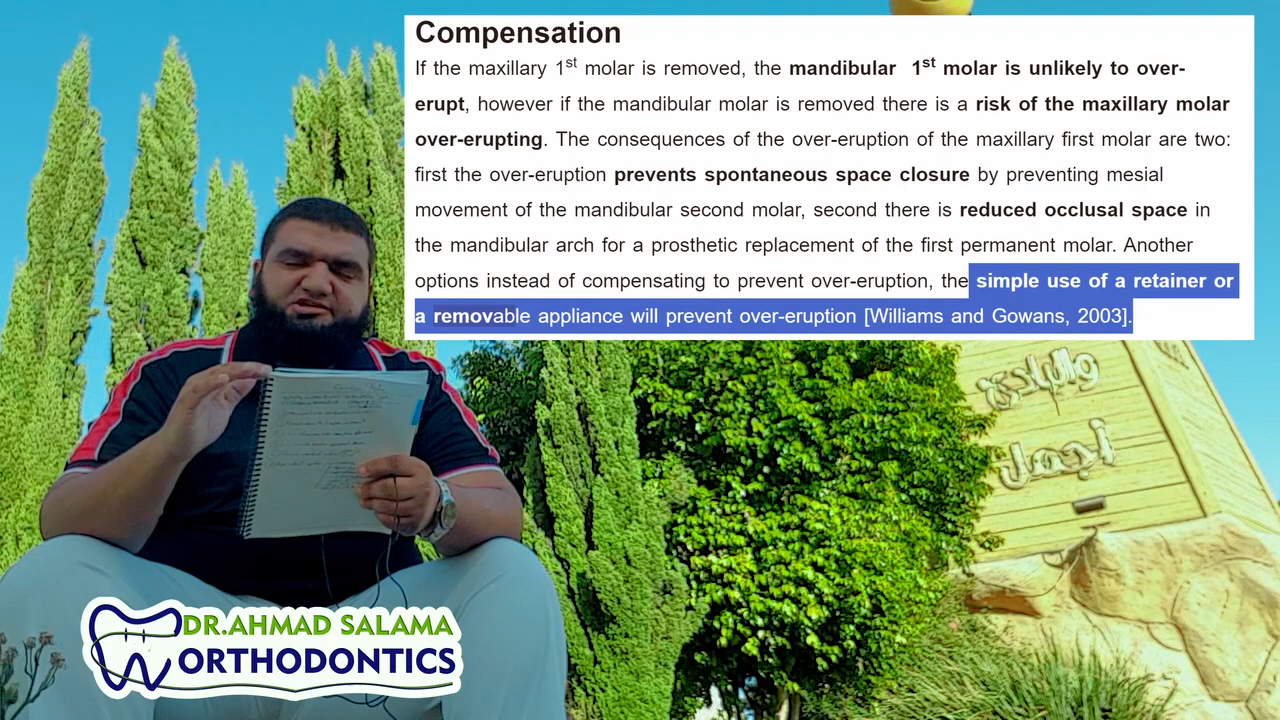 Compensation
If the maxillary 1st molar is removed, the mandibular 1st molar is unlikely to over-
erupt, however if the mandibular molar is removed there is a risk of the maxillary molar
over-erupting. The consequences of the over-eruption of the maxillary first molar are two:
first the over-eruption prevents spontaneous space closure by preventing mesial
movement of the mandibular second molar, second there is reduced occlusal space in
the mandibular arch for a prosthetic replacement of the first permanent molar. Another
options instead of compensating to prevent over-eruption, the simple use of a retainer or
a removable appliance will prevent over-eruption [Williams and Gowans, 2003].
والبادئ
أجمل
DR.AHMAD SALAMA
ORTHODONTICS